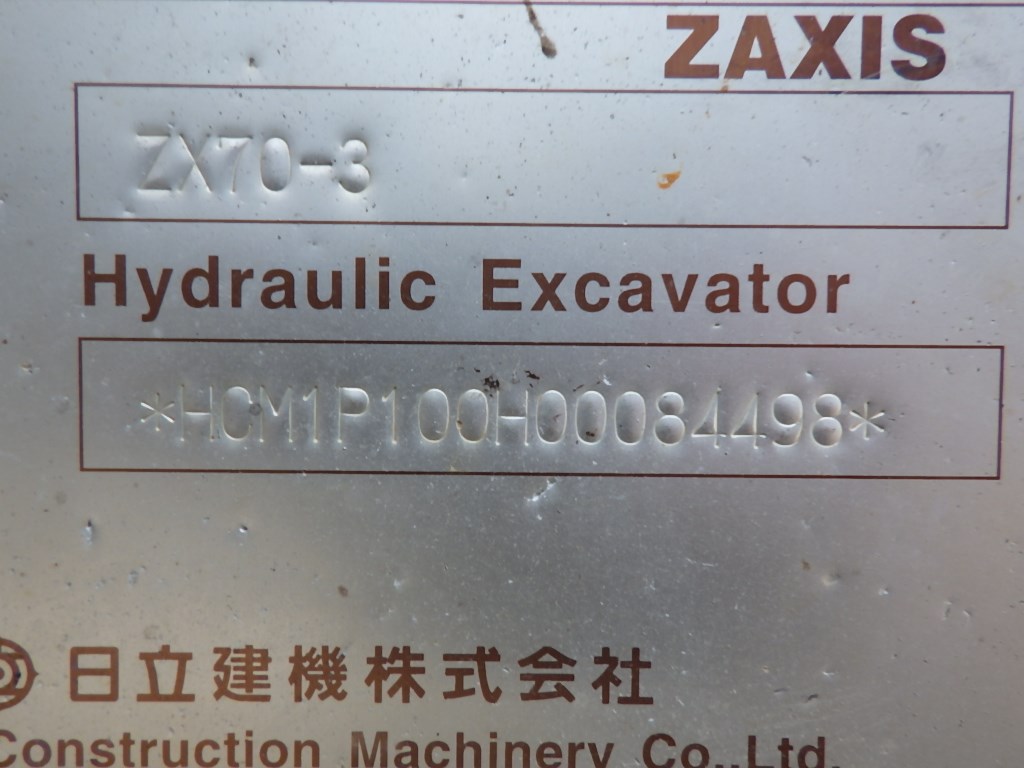 ZAXIS
ZX70-3
Hydraulic Excavator
*HCM1P100H00084498*
日立建機株式会社
Construction Machinery Co.,Ltd.